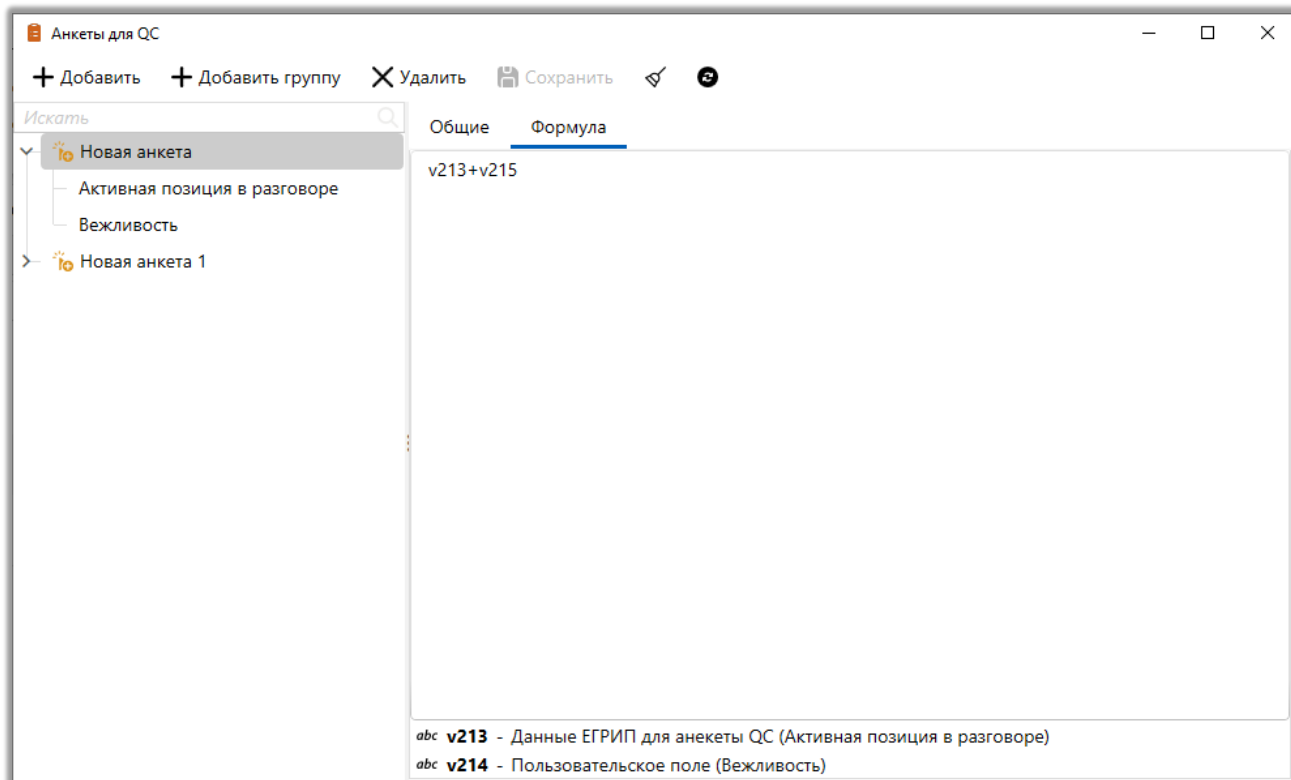 Анкеты для QC
Добавить Добавить группу Удалить Сохранить
Искать
Общие Формула
Новая анкета
Активная позиция в разговоре
Вежливость
Новая анкета 1
v213+v215
abc v213 - Данные ЕГРИП для анекеты QC (Активная позиция в разговоре)
abc v214 - Пользовательское поле (Вежливость)